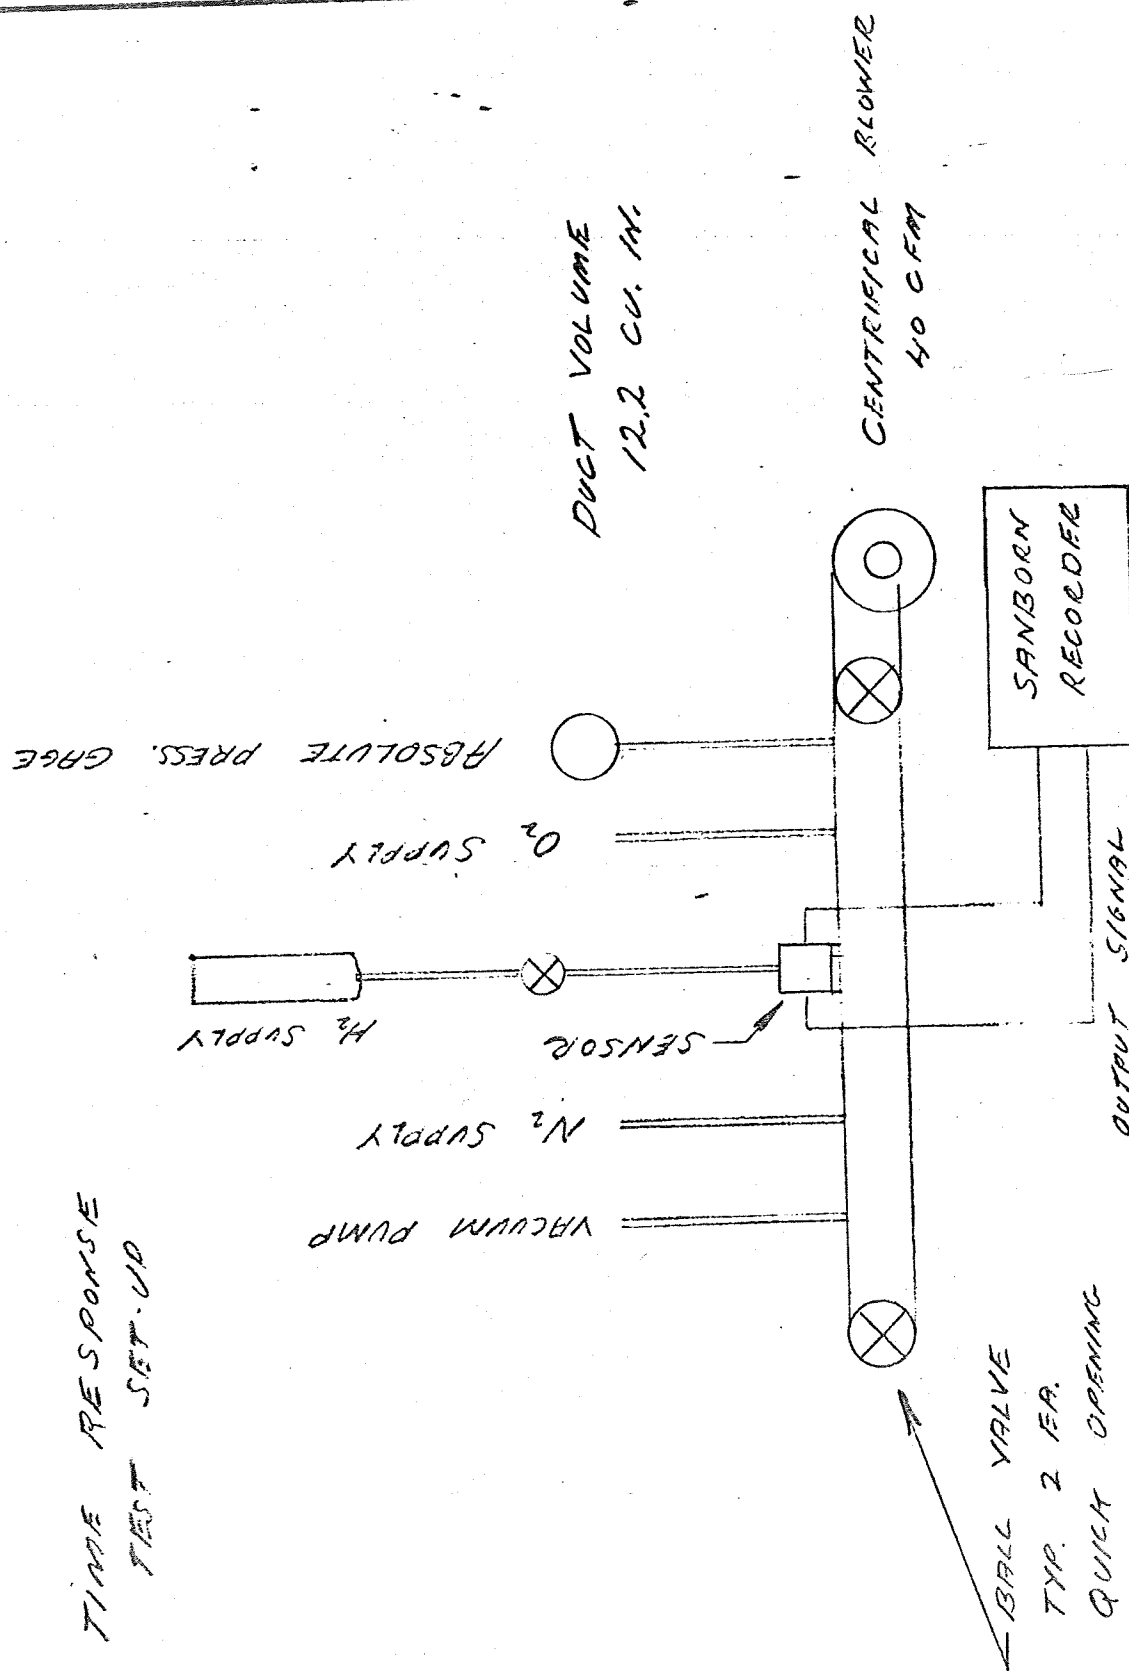 TIME RESPONSE
TEST SET-UP
VACUUM PUMP
N₂ SUPPLY
SENSOR
H₂ SUPPLY
O₂ SUPPLY
ABSOLUTE PRESS. GAGE
DUCT VOLUME
12.2 CU. IN.
CENTRIFICAL BLOWER
40 CFM
BALL VALVE
TYP. 2 EA.
QUICK OPENING
OUTPUT SIGNAL
SANBORN
RECORDER